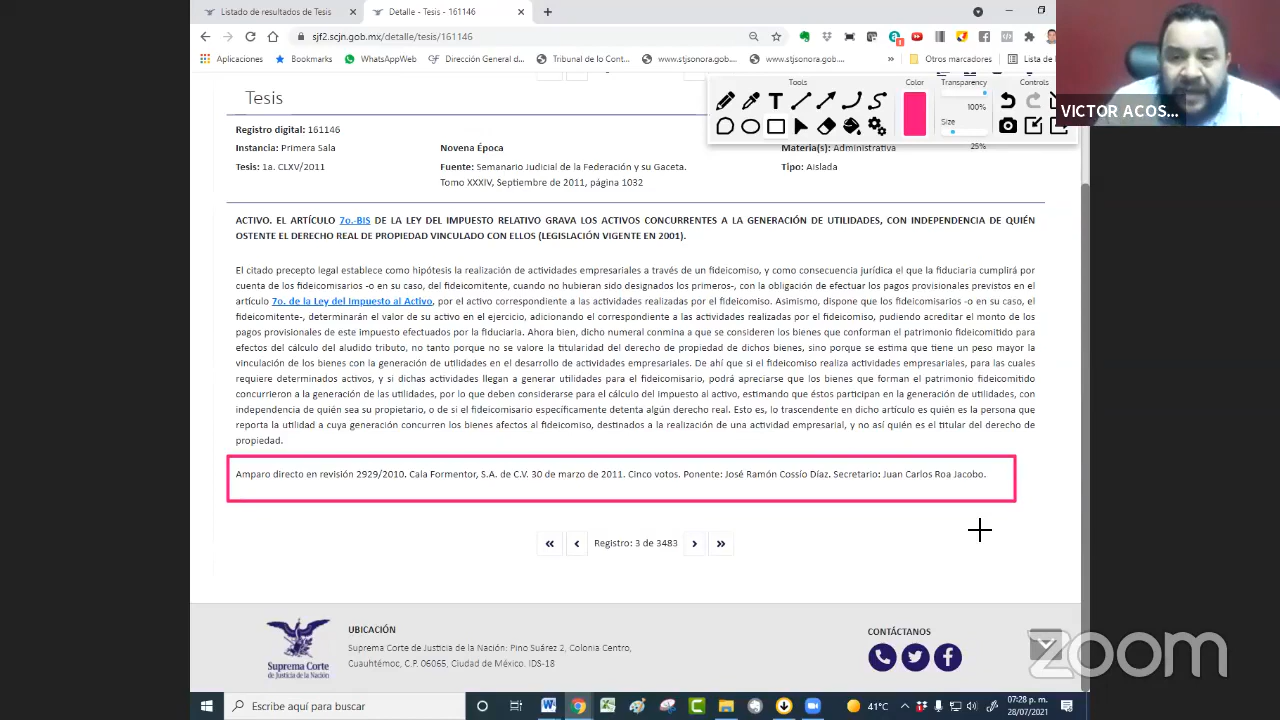 Listado de resultados de Tesis
Detalle - Tesis - 161146
sjf2.scjn.gob.mx/detalle/tesis/161146
Aplicaciones
Bookmarks
WhatsAppWeb
Dirección General d...
Tribunal de lo Cont...
www.stjsonora.gob....
www.stjsonora.gob....
»
Otros marcadores
Lista de
Tools
Color
Transparency
Controls
100%
Size
25%
VICTOR ACOS...
Tesis
Registro digital: 161146
Instancia: Primera Sala
Novena Época
Materia(s): Administrativa
Tesis: 1a. CLXV/2011
Fuente: Semanario Judicial de la Federación y su Gaceta.
Tipo: Aislada
Tomo XXXIV, Septiembre de 2011, página 1032
ACTIVO. EL ARTÍCULO 7o.-BIS DE LA LEY DEL IMPUESTO RELATIVO GRAVA LOS ACTIVOS CONCURRENTES A LA GENERACIÓN DE UTILIDADES, CON INDEPENDENCIA DE QUIÉN
OSTENTE EL DERECHO REAL DE PROPIEDAD VINCULADO CON ELLOS (LEGISLACIÓN VIGENTE EN 2001).
El citado precepto legal establece como hipótesis la realización de actividades empresariales a través de un fideicomiso, y como consecuencia jurídica el que la fiduciaria cumplirá por
cuenta de los fideicomisarios -o en su caso, del fideicomitente, cuando no hubieran sido designados los primeros-, con la obligación de efectuar los pagos provisionales previstos en el
artículo 7o. de la Ley del Impuesto al Activo, por el activo correspondiente a las actividades realizadas por el fideicomiso. Asimismo, dispone que los fideicomisarios -o en su caso, el
fideicomitente-, determinarán el valor de su activo en el ejercicio, adicionando el correspondiente a las actividades realizadas por el fideicomiso, pudiendo acreditar el monto de los
pagos provisionales de este impuesto efectuados por la fiduciaria. Ahora bien, dicho numeral conmina a que se consideren los bienes que conforman el patrimonio fideicomitido para
efectos del cálculo del aludido tributo, no tanto porque no se valore la titularidad del derecho de propiedad de dichos bienes, sino porque se estima que tiene un peso mayor la
vinculación de los bienes con la generación de utilidades en el desarrollo de actividades empresariales. De ahí que si el fideicomiso realiza actividades empresariales, para las cuales
requiere determinados activos, y si dichas actividades llegan a generar utilidades para el fideicomisario, podrá apreciarse que los bienes que forman el patrimonio fideicomitido
concurrieron a la generación de las utilidades, por lo que deben considerarse para el cálculo del impuesto al activo, estimando que éstos participan en la generación de utilidades, con
independencia de quién sea su propietario, o de si el fideicomisario específicamente detenta algún derecho real. Esto es, lo trascendente en dicho artículo es quién es la persona que
reporta la utilidad a cuya generación concurren los bienes afectos al fideicomiso, destinados a la realización de una actividad empresarial, y no así quién es el titular del derecho de
propiedad.
Amparo directo en revisión 2929/2010. Cala Formentor, S.A. de C.V. 30 de marzo de 2011. Cinco votos. Ponente: José Ramón Cossío Díaz. Secretario: Juan Carlos Roa Jacobo.
« ‹ Registro: 3 de 3483 › »
UBICACIÓN
Suprema Corte de Justicia de la Nación: Pino Suárez 2, Colonia Centro,
Cuauhtémoc, C.P. 06065, Ciudad de México. IDS-18
Suprema Corte
de Justicia de la Nación
CONTÁCTANOS
zoom
Escribe aquí para buscar
41°C
07:28 p. m.
28/07/2021